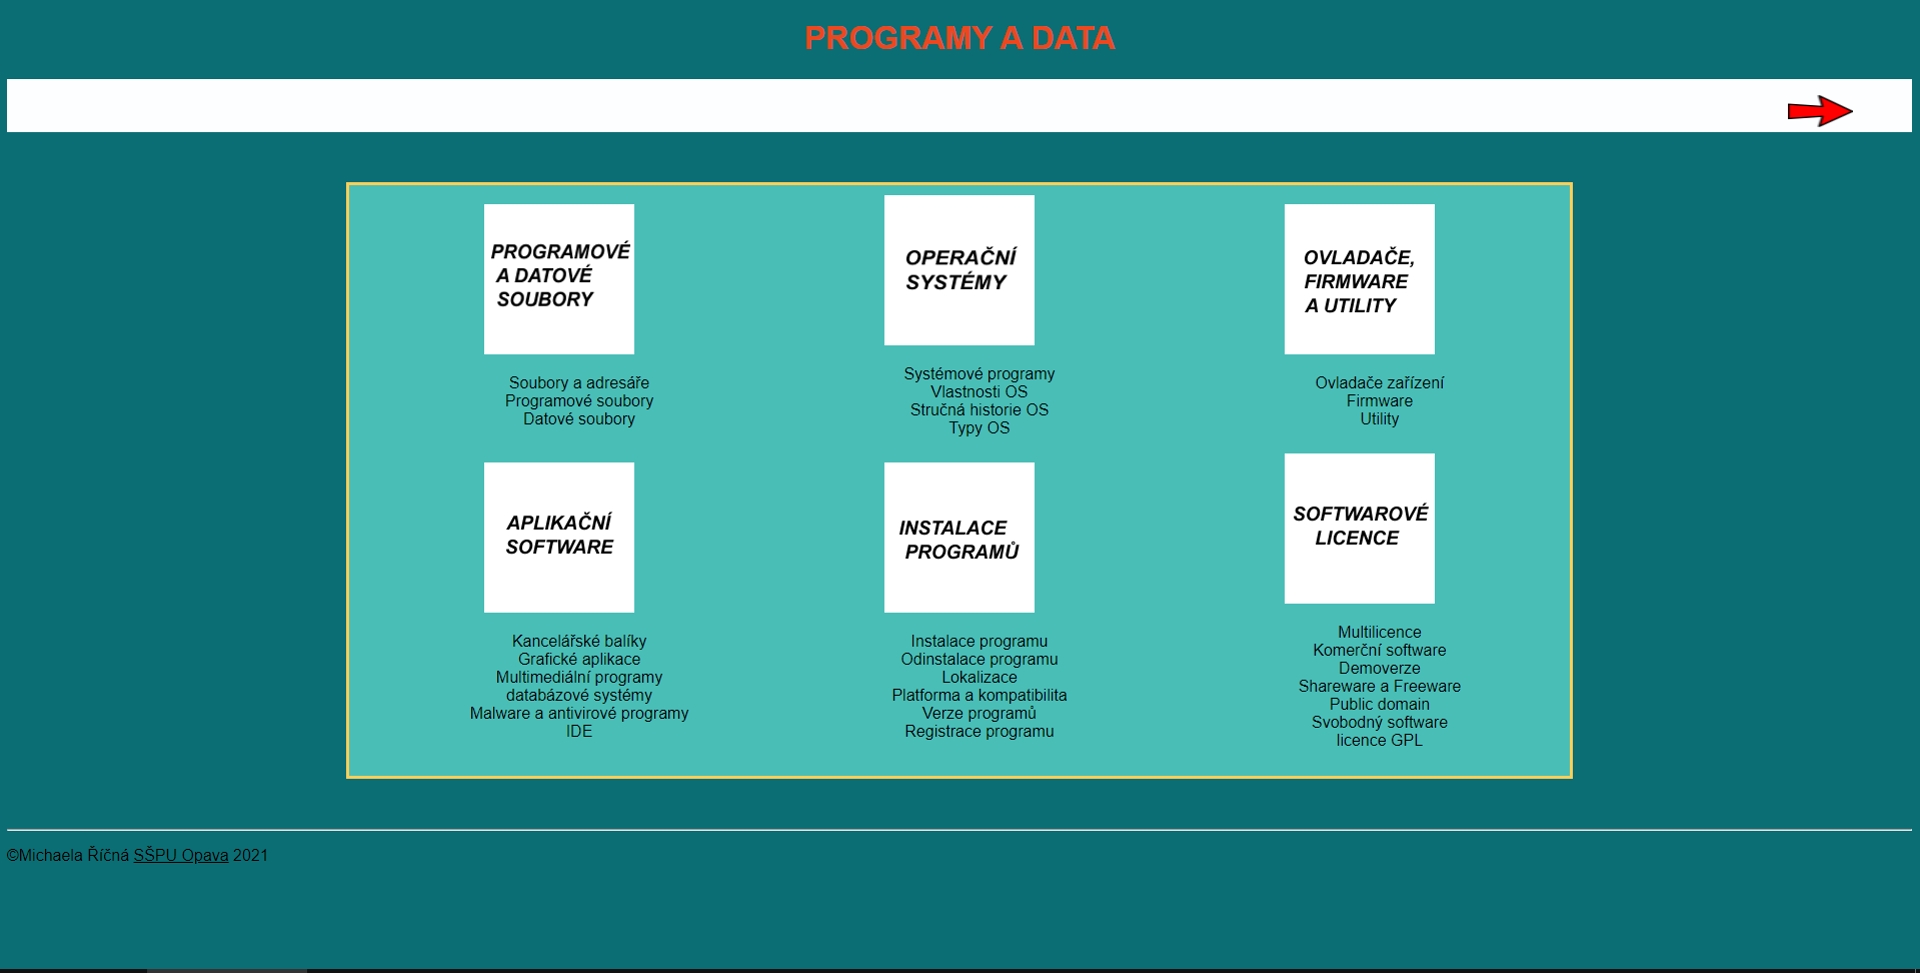 PROGRAMY A DATA
PROGRAMOVÉ
A DATOVÉ
SOUBORY
Soubory a adresáře
Programové soubory
Datové soubory
OPERAČNÍ
SYSTÉMY
Systémové programy
Vlastnosti OS
Stručná historie OS
Typy OS
OVLADAČE,
FIRMWARE
A UTILITY
Ovladače zařízení
Firmware
Utility
APLIKAČNÍ
SOFTWARE
Kancelářské balíky
Grafické aplikace
Multimediální programy
databázové systémy
Malware a antivirové programy
IDE
INSTALACE
PROGRAMŮ
Instalace programu
Odinstalace programu
Lokalizace
Platforma a kompatibilita
Verze programů
Registrace programu
SOFTWAROVÉ
LICENCE
Multilicence
Komerční software
Demoverze
Shareware a Freeware
Public domain
Svobodný software
licence GPL
©Michaela Říčná SŠPU Opava 2021